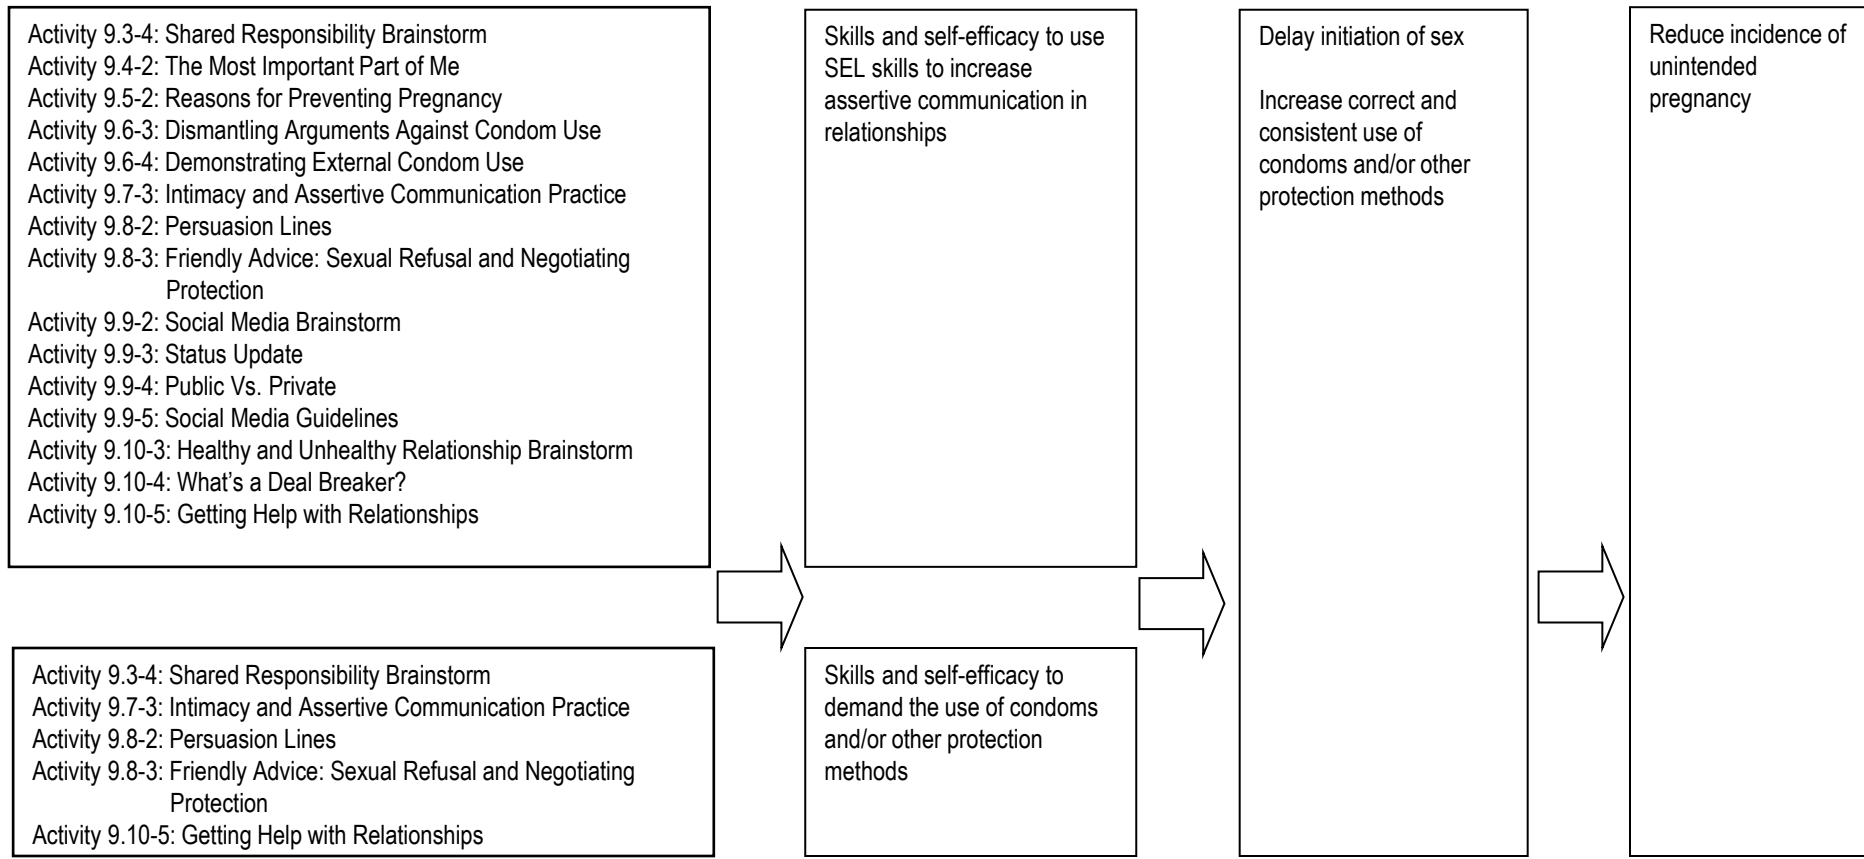 Activity 9.3-4: Shared Responsibility Brainstorm
Activity 9.4-2: The Most Important Part of Me
Activity 9.5-2: Reasons for Preventing Pregnancy
Activity 9.6-3: Dismantling Arguments Against Condom Use
Activity 9.6-4: Demonstrating External Condom Use
Activity 9.7-3: Intimacy and Assertive Communication Practice
Activity 9.8-2: Persuasion Lines
Activity 9.8-3: Friendly Advice: Sexual Refusal and Negotiating
Protection
Activity 9.9-2: Social Media Brainstorm
Activity 9.9-3: Status Update
Activity 9.9-4: Public Vs. Private
Activity 9.9-5: Social Media Guidelines
Activity 9.10-3: Healthy and Unhealthy Relationship Brainstorm
Activity 9.10-4: What’s a Deal Breaker?
Activity 9.10-5: Getting Help with Relationships
Skills and self-efficacy to use
SEL skills to increase
assertive communication in
relationships
Activity 9.3-4: Shared Responsibility Brainstorm
Activity 9.7-3: Intimacy and Assertive Communication Practice
Activity 9.8-2: Persuasion Lines
Activity 9.8-3: Friendly Advice: Sexual Refusal and Negotiating
Protection
Activity 9.10-5: Getting Help with Relationships
Skills and self-efficacy to
demand the use of condoms
and/or other protection
methods
Delay initiation of sex
Increase correct and
consistent use of
condoms and/or other
protection methods
Reduce incidence of
unintended
pregnancy